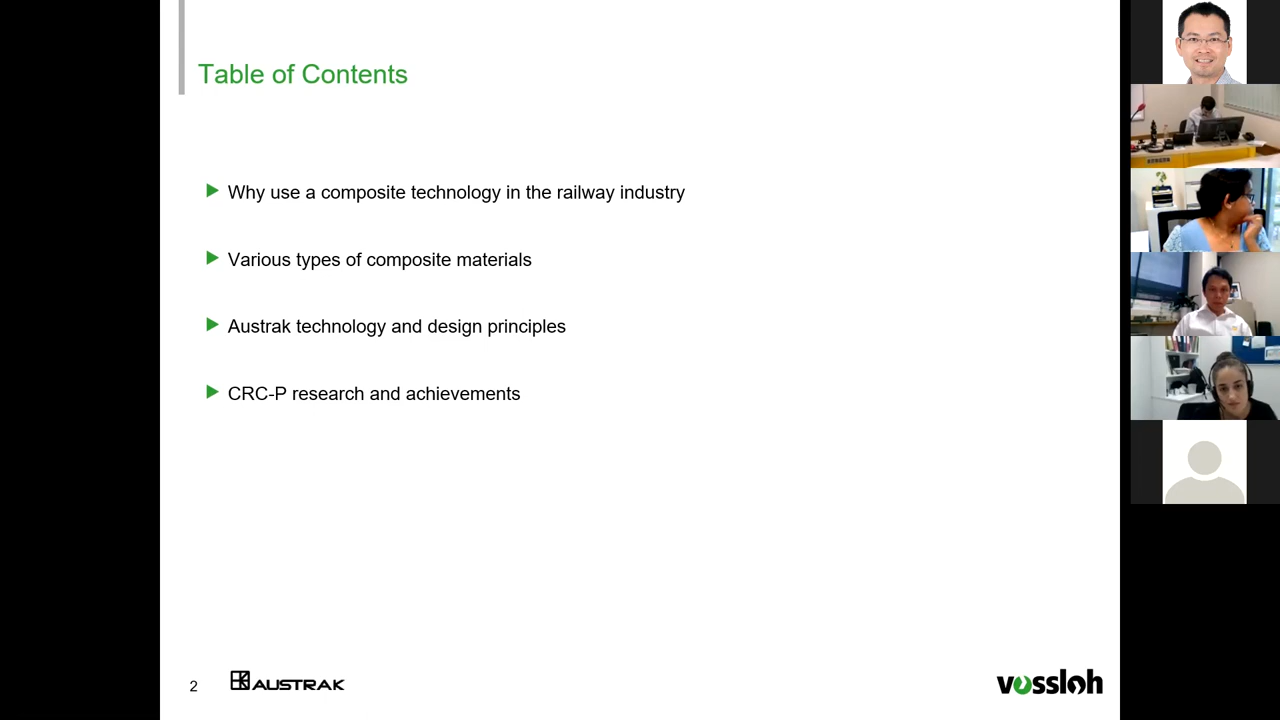 Table of Contents
Why use a composite technology in the railway industry
Various types of composite materials
Austrak technology and design principles
CRC-P research and achievements
2
AUSTRAK
vossloh